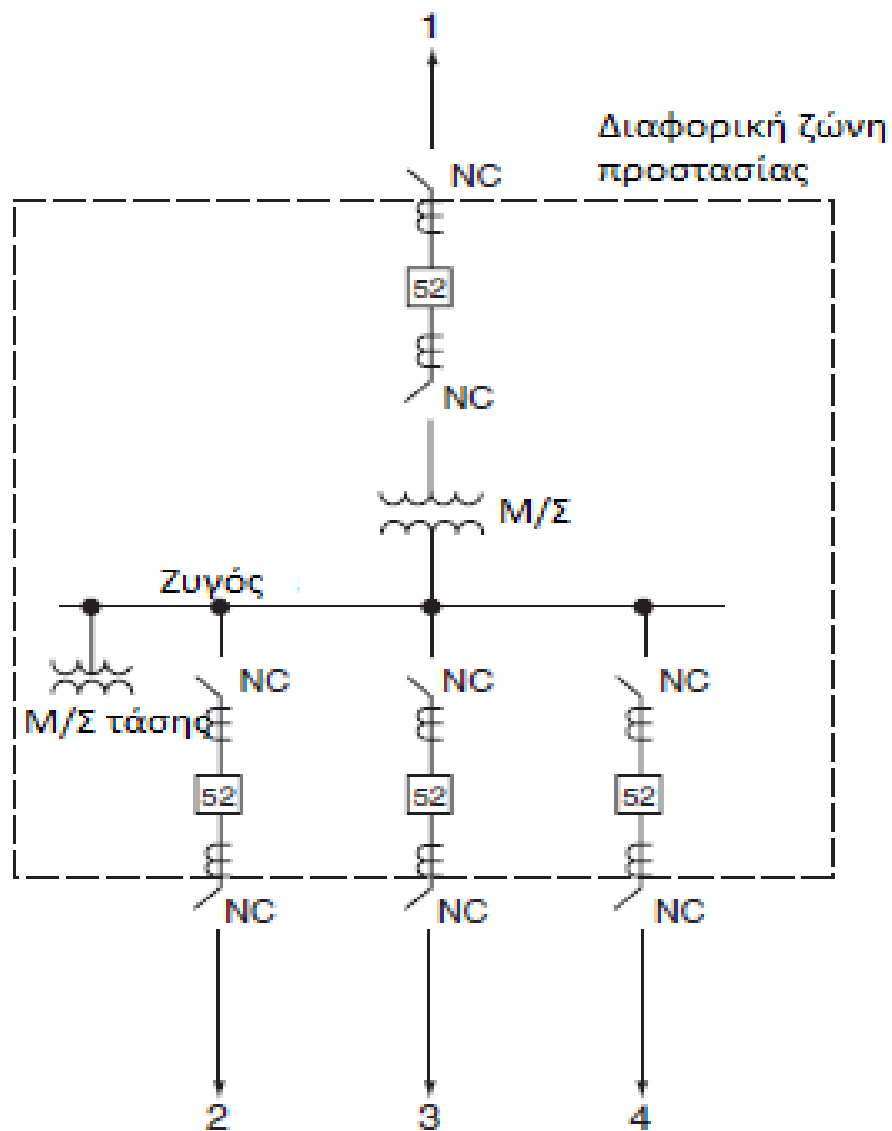 1
Διαφορική ζώνη
προστασίας
NC
52
NC
Μ/Σ
Ζυγός
NC
NC
NC
Μ/Σ τάσης
52
52
52
NC
NC
NC
2
3
4